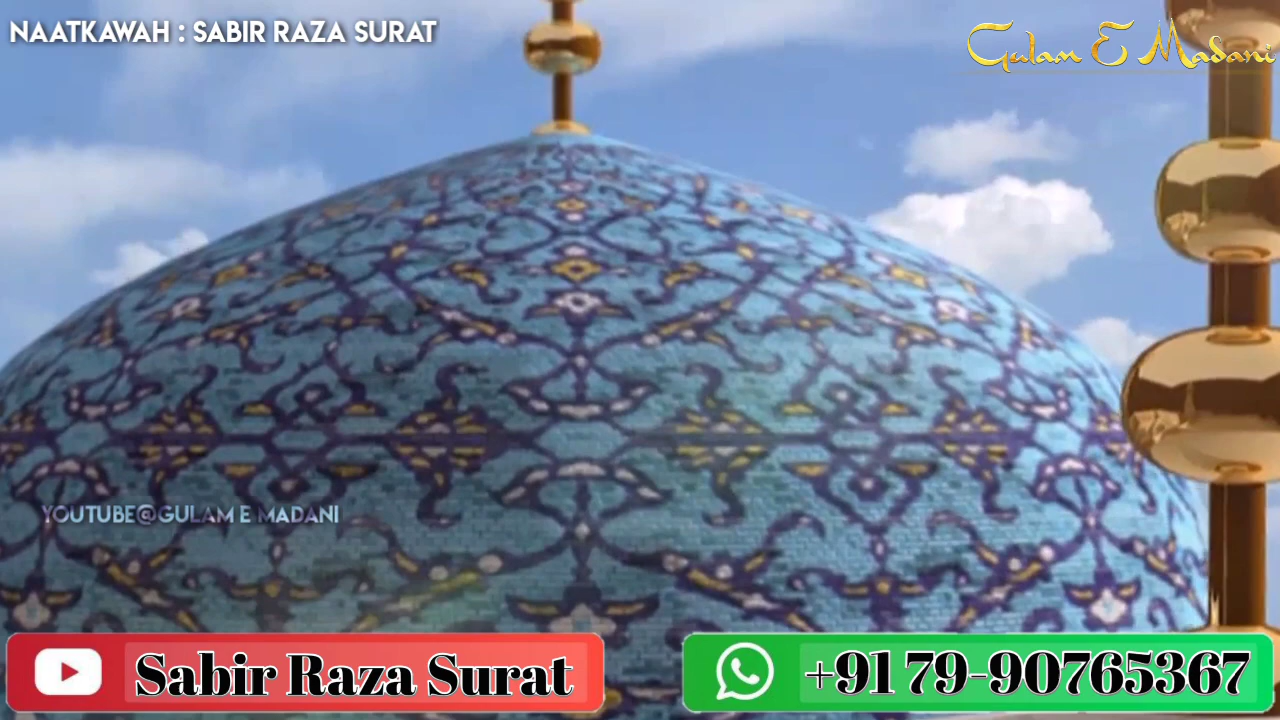 NAATKAWAH : SABIR RAZA SURAT
Gulam E Madani
YOUTUBE@GULAM E MADANI
Sabir Raza Surat
+91 79-90765367